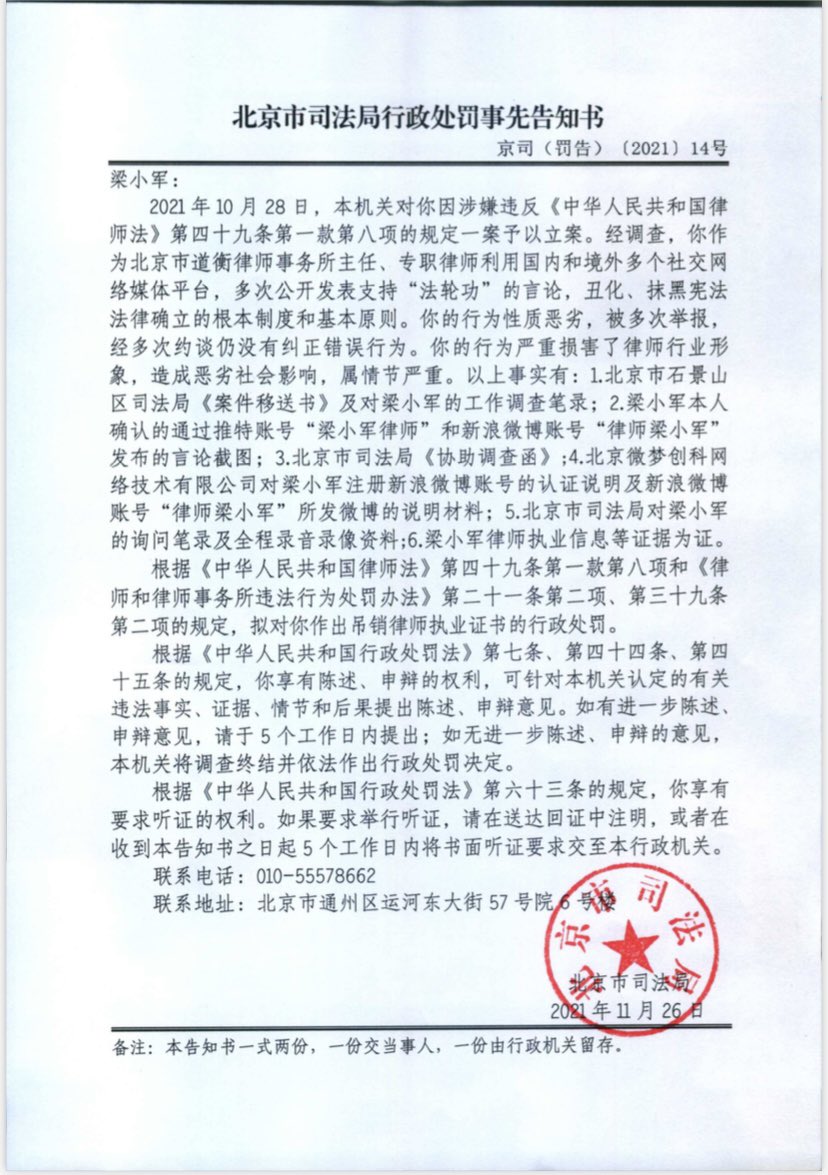 北京市司法局行政处罚事先告知书
京司（罚告）〔2021〕14号
梁小军：
2021年10月28日，本机关对你因涉嫌违反《中华人民共和国律
师法》第四十九条第一款第八项的规定一案予以立案。经调查，你作
为北京市道衡律师事务所主任、专职律师利用国内和境外多个社交网
络媒体平台，多次公开发表支持“法轮功”的言论，丑化、抹黑宪法
法律确立的根本制度和基本原则。你的行为性质恶劣，被多次举报，
经多次约谈仍没有纠正错误行为。你的行为严重损害了律师行业形
象，造成恶劣社会影响，属情节严重。以上事实有：1.北京市石景山
区司法局《案件移送书》及对梁小军的工作调查笔录；2.梁小军本人
确认的通过推特账号“梁小军律师”和新浪微博账号“律师梁小军”
发布的言论截图；3.北京市司法局《协助调查函》;4.北京微梦创科网
络技术有限公司对梁小军注册新浪微博账号的认证说明及新浪微博
账号“律师梁小军”所发微博的说明材料；5.北京市司法局对梁小军
的询问笔录及全程录音录像资料;6.梁小军律师执业信息等证据为证。
根据《中华人民共和国律师法》第四十九条第一款第八项和《律
师和律师事务所违法行为处罚办法》第二十一条第二项、第三十九条
第二项的规定，拟对你作出吊销律师执业证书的行政处罚。
根据《中华人民共和国行政处罚法》第七条、第四十四条、第四
十五条的规定，你享有陈述、申辩的权利，可针对本机关认定的有关
违法事实、证据、情节和后果提出陈述、申辩意见。如有进一步陈述、
申辩意见，请于5个工作日内提出；如无进一步陈述、申辩的意见，
本机关将调查终结并依法作出行政处罚决定。
根据《中华人民共和国行政处罚法》第六十三条的规定，你享有
要求听证的权利。如果要求举行听证，请在送达回证中注明，或者在
收到本告知书之日起5个工作日内将书面听证要求交至本行政机关。
联系电话：010-55578662
联系地址：北京市通州区运河东大街57号院6号楼
北京市司法局
北京市司法局
2021年11月26日
备注：本告知书一式两份，一份交当事人，一份由行政机关留存。